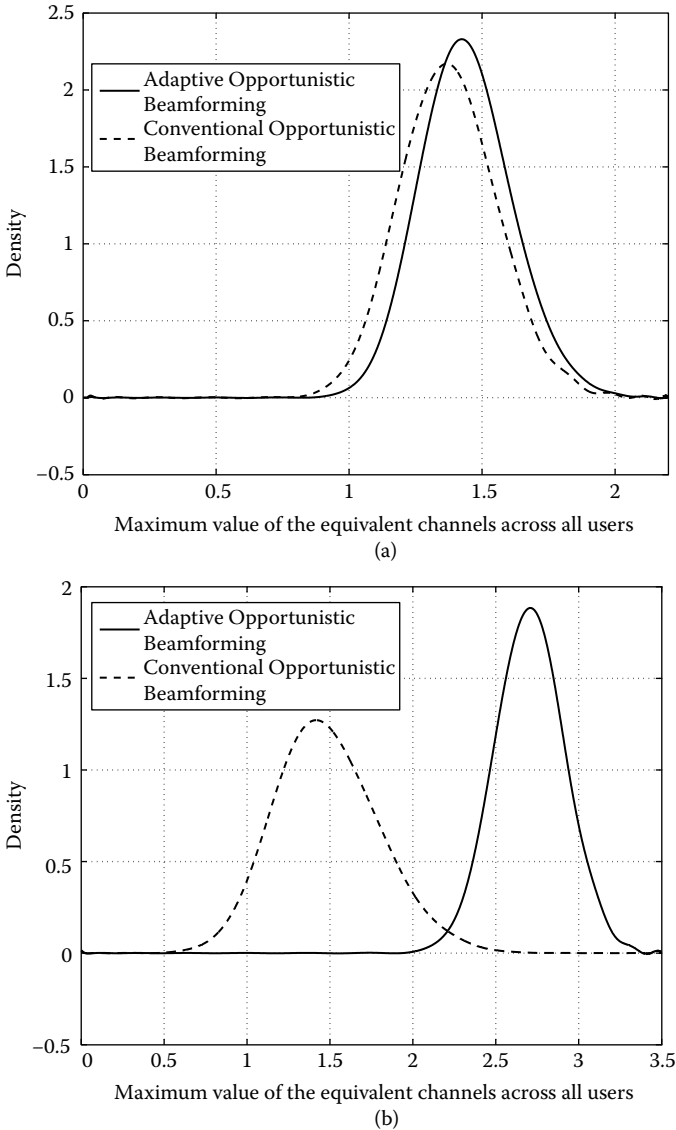 2.5
2
1.5
1
0.5
0
−0.5
Density
Adaptive Opportunistic
Beamforming
Conventional Opportunistic
Beamforming
0
0.5
1
1.5
2
Maximum value of the equivalent channels across all users
(a)
2
1.5
1
0.5
0
−0.5
Density
Adaptive Opportunistic
Beamforming
Conventional Opportunistic
Beamforming
0
0.5
1
1.5
2
2.5
3
3.5
Maximum value of the equivalent channels across all users
(b)